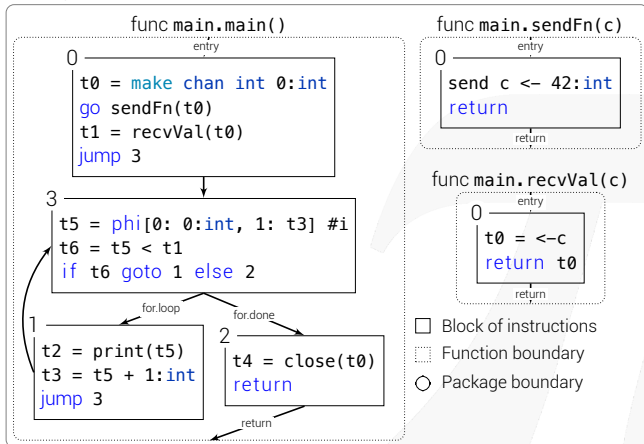 func main.main()
entry
0
t0 = make chan int 0:int
go sendFn(t0)
t1 = recvVal(t0)
jump 3
3
t5 = phi[0: 0:int, 1: t3] #i
t6 = t5 < t1
if t6 goto 1 else 2
for.loop
for.done
1
t2 = print(t5)
t3 = t5 + 1:int
jump 3
2
t4 = close(t0)
return
return
func main.sendFn(c)
entry
0
send c <- 42:int
return
return
func main.recvVal(c)
entry
0
t0 = <-c
return t0
return
Block of instructions
Function boundary
Package boundary